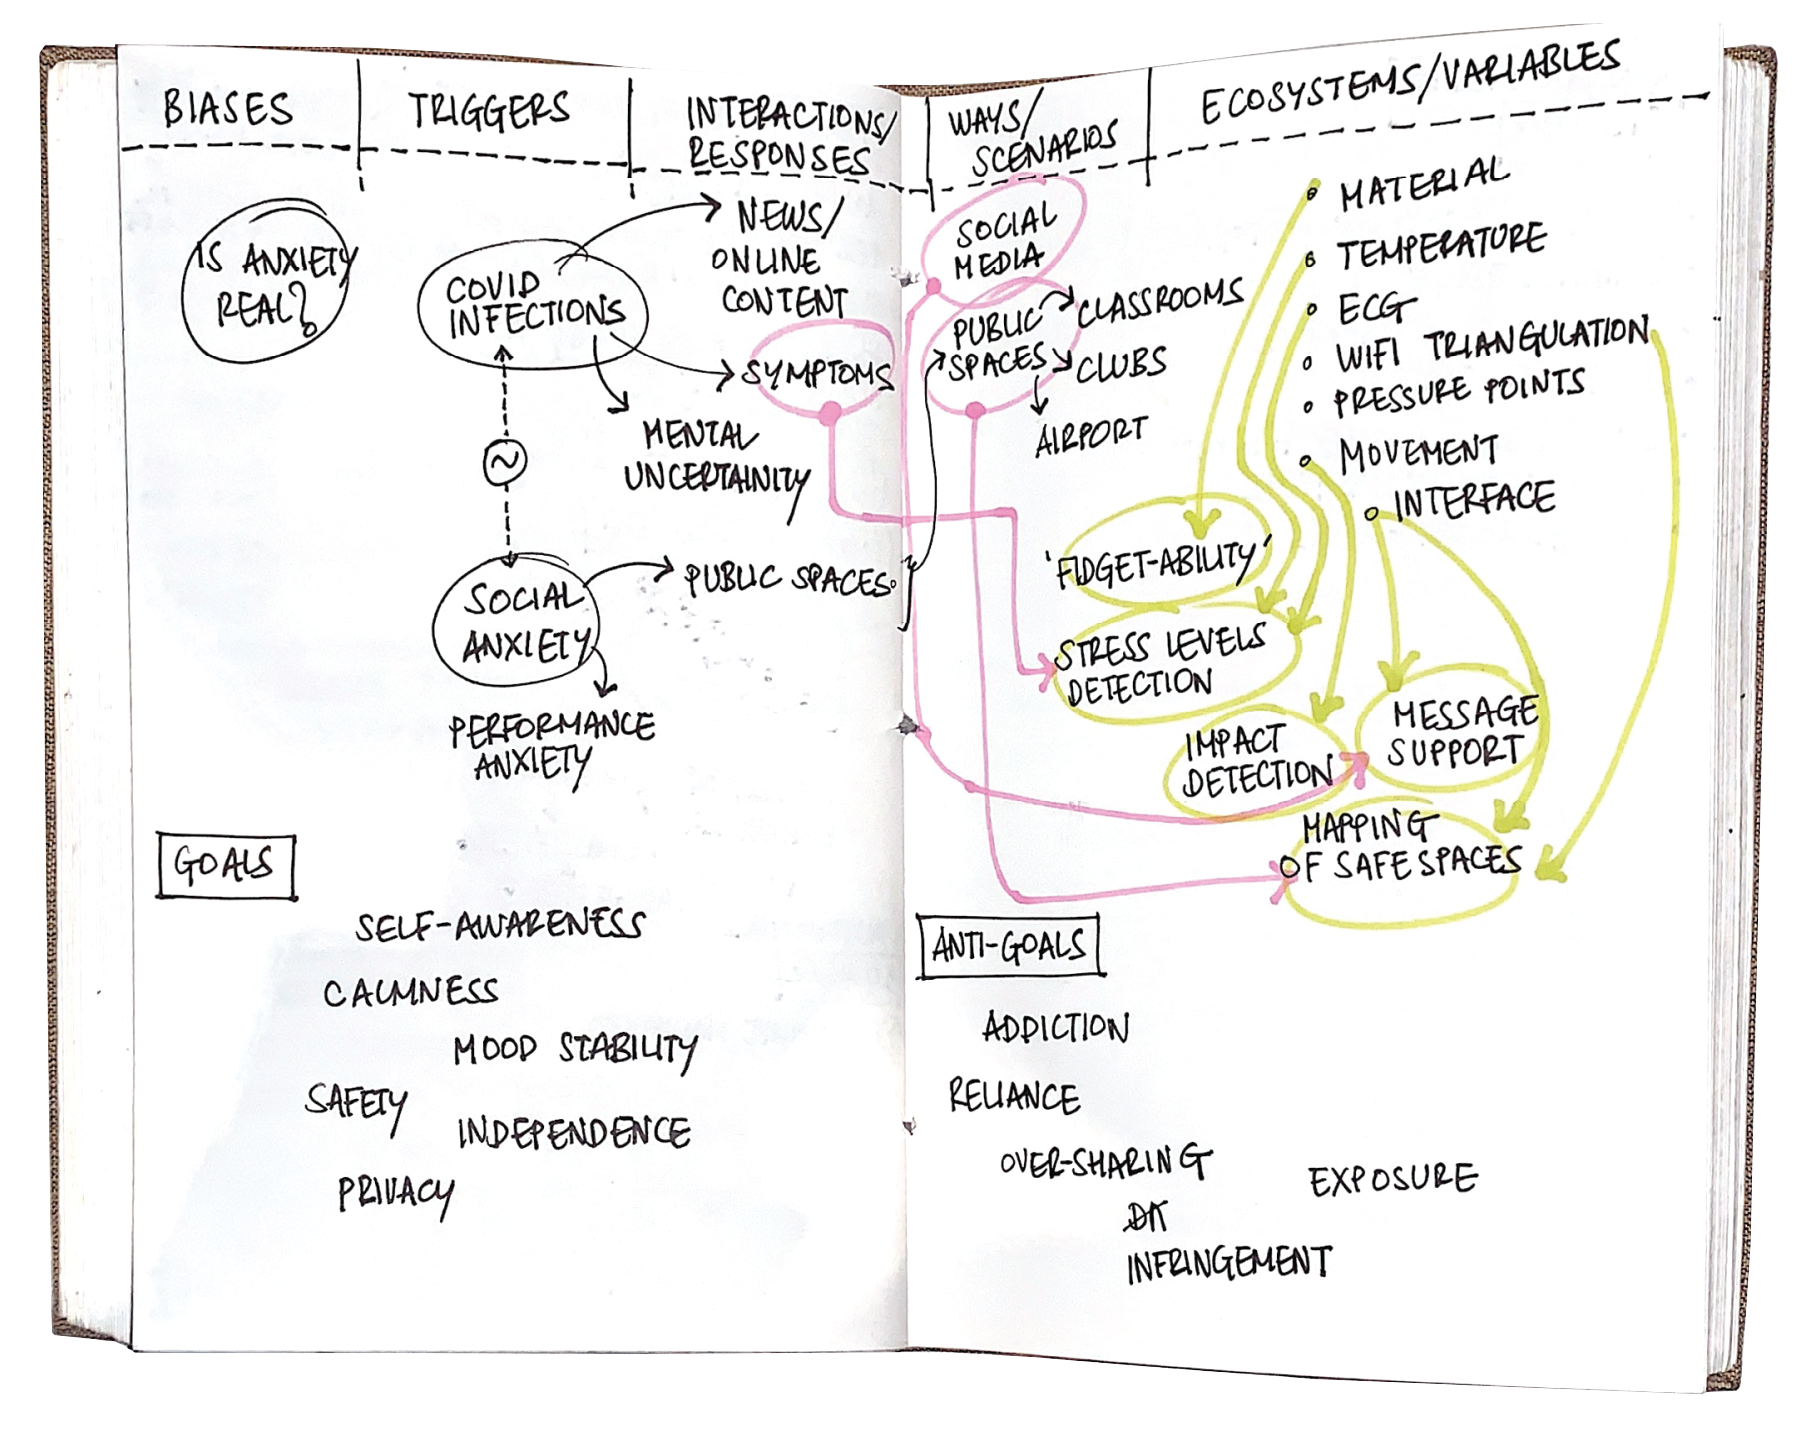 BIASES
TRIGGERS
INTERACTIONS/
RESPONSES
WAYS/
SCENARIOS
ECOSYSTEMS/VARIABLES
IS ANXIETY
REAL?
COVID
INFECTIONS
NEWS/
ONLINE
CONTENT
SYMPTOMS
MENTAL
UNCERTAINITY
SOCIAL
ANXIETY
PUBLIC SPACES
PERFORMANCE
ANXIETY
SOCIAL
MEDIA
PUBLIC
SPACES
CLASSROOMS
CLUBS
AIRPORT
MATERIAL
TEMPERATURE
ECG
WIFI TRIANGULATION
PRESSURE POINTS
MOVEMENT
INTERFACE
'FIDGET-ABILITY'
STRESS LEVELS
DETECTION
IMPACT
DETECTION
MESSAGE
SUPPORT
MAPPING
OF SAFE SPACES
GOALS
SELF-AWARENESS
CALMNESS
MOOD STABILITY
SAFETY
INDEPENDENCE
PRIVACY
ANTI-GOALS
ADDICTION
RELIANCE
OVER-SHARING
EXPOSURE
INFRINGEMENT